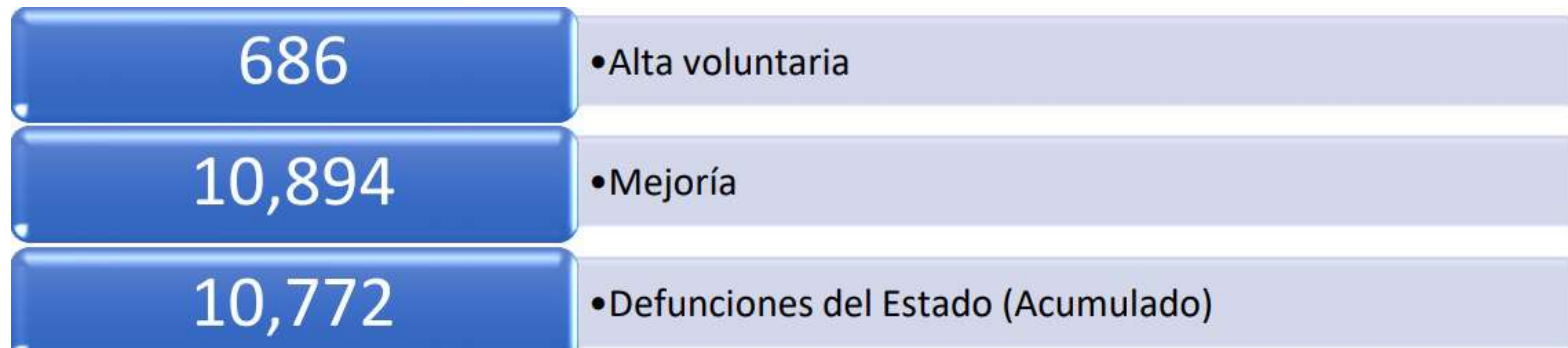 686
•Alta voluntaria
10,894
•Mejoría
10,772
•Defunciones del Estado (Acumulado)